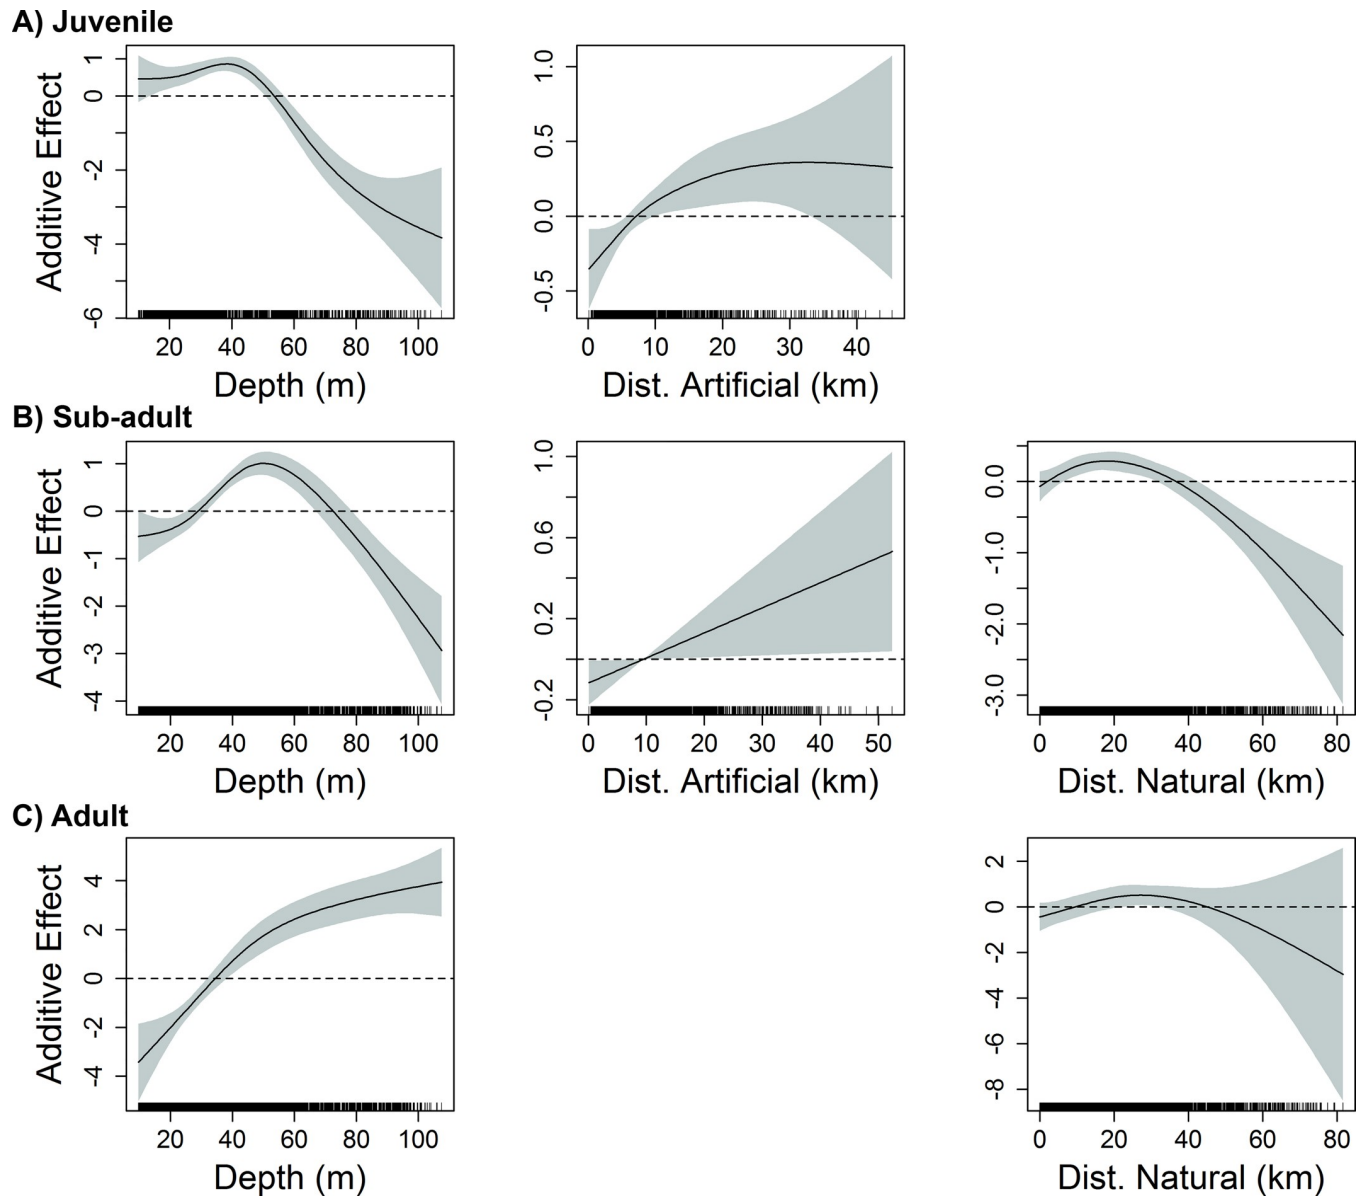 A) Juvenile
Additive Effect
1
0
-2
-4
-6
20 40 60 80 100
Depth (m)
1.0
0.5
0.0
-0.5
0 10 20 30 40
Dist. Artificial (km)
B) Sub-adult
Additive Effect
1
0
-1
-2
-3
-4
20 40 60 80 100
Depth (m)
1.0
0.6
0.2
-0.2
0 10 20 30 40 50
Dist. Artificial (km)
0.0
-1.0
-2.0
-3.0
0 20 40 60 80
Dist. Natural (km)
C) Adult
Additive Effect
4
2
0
-2
-4
20 40 60 80 100
Depth (m)
2
0
-2
-4
-6
-8
0 20 40 60 80
Dist. Natural (km)